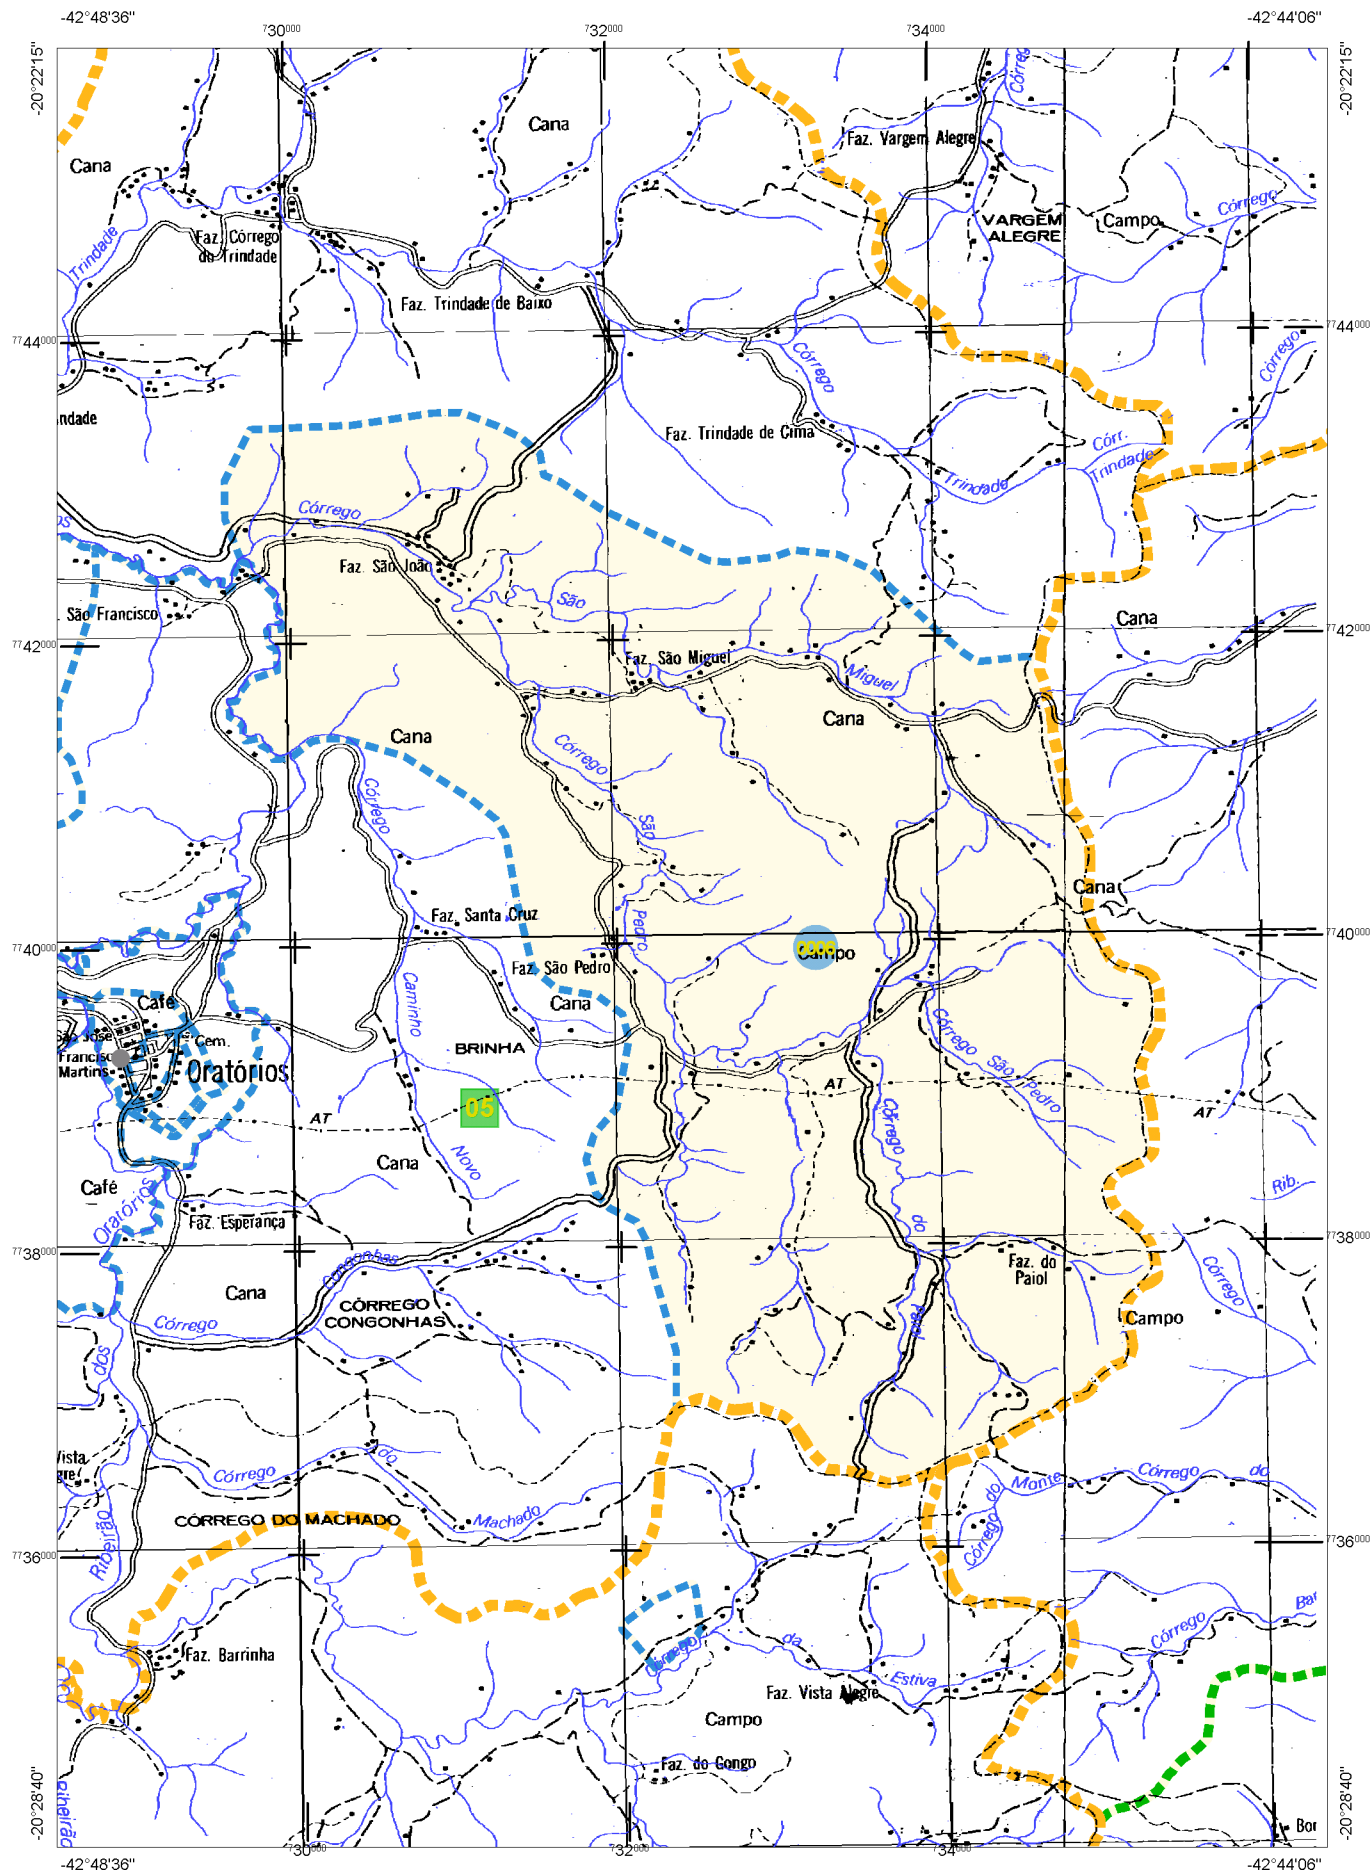 -42°48'36"
-42°44'06"
730000
732000
734000
-20°22'15"
-20°22'15"
Córreg
Cana
Faz. Vargem Alegre
Cana
Córrego
VARGEM
ALEGRE
Campo
Trindade
Faz. Córrego
da Trindade
Faz. Trindade de Baixo
7744000
7744000
Córrego
Córrego
ndade
Faz. Trindade de Cima
Córr.
Trindade
Trindade
Córrego
os
Faz. São João
São
São Francisco
Cana
7742000
7742000
Faz. São Miguel
Miguel
Cana
Cana
Córrego
Córrego
São
Cana
Faz. Santa Cruz
Pedro
7740000
7740000
0908
Campo
Faz. São Pedro
Cana
Café
Caminho
São José
Francisco
Martins
Cem.
BRINHA
Córrego São Pedro
Oratórios
AT
05
AT
AT
Córrego
Cana
Novo
Café
Oratórios
Rib.
Faz. Esperança
do
7738000
7738000
Congonhas
Faz. do
Paiol
Córrego
Cana
CÓRREGO
CONGONHAS
Paiol
Campo
Córrego
dos
Vista
gre
Córrego
do
Monte
Córrego
do
do
Machado
Córrego
CÓRREGO DO MACHADO
Ribeirão
7736000
7736000
Bar
Córrego
da
Córrego
Faz. Barrinha
Estiva
Faz. Vista Alegre
Campo
Faz. do Gongo
-20°28'40"
-20°28'40"
Ribeirão
Bor
730000
732000
734000
-42°48'36"
-42°44'06"